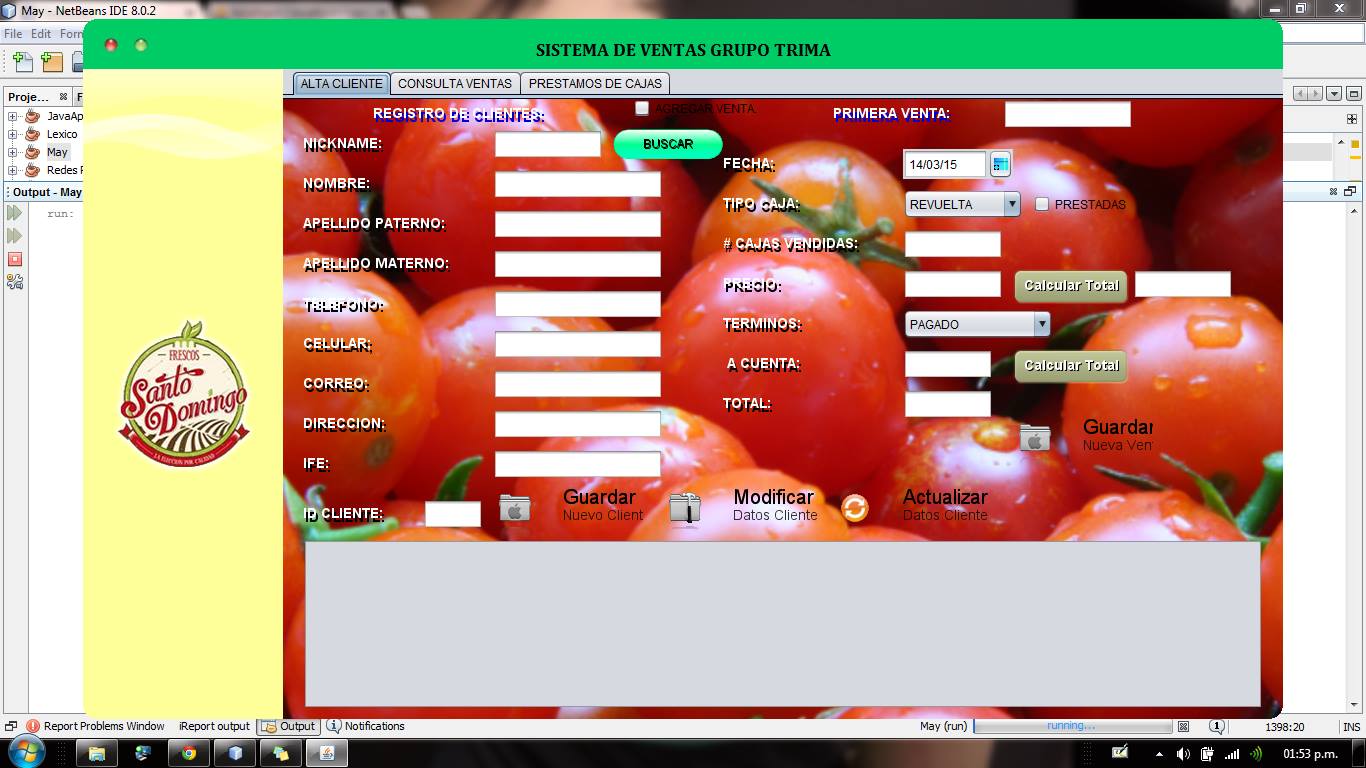 May - NetBeans IDE 8.0.2
File Edit Forn
SISTEMA DE VENTAS GRUPO TRIMA
Proje...
F
ALTA CLIENTE
CONSULTA VENTAS
PRESTAMOS DE CAJAS
JavaAp
Lexico
May
Redes P
Output - May
run:
REGISTRO DE CLIENTES:
AGREGAR VENTA
PRIMERA VENTA:
NICKNAME:
BUSCAR
FECHA:
14/03/15
NOMBRE:
TIPO CAJA:
REVUELTA
PRESTADAS
APELLIDO PATERNO:
# CAJAS VENDIDAS:
APELLIDO MATERNO:
PRECIO:
Calcular Total
TELEFONO:
TERMINOS:
PAGADO
CELULAR:
A CUENTA:
Calcular Total
CORREO:
TOTAL:
DIRECCION:
Guardar
Nueva Ven
IFE:
ID CLIENTE:
Guardar
Nuevo Client
Modificar
Datos Cliente
Actualizar
Datos Cliente
FRESCOS
Santo
Domingo
LA ELECCION POR CALIDAD
Report Problems Window
iReport output
Output
Notifications
May (run)
running...
1
1398:20
INS
01:53 p.m.